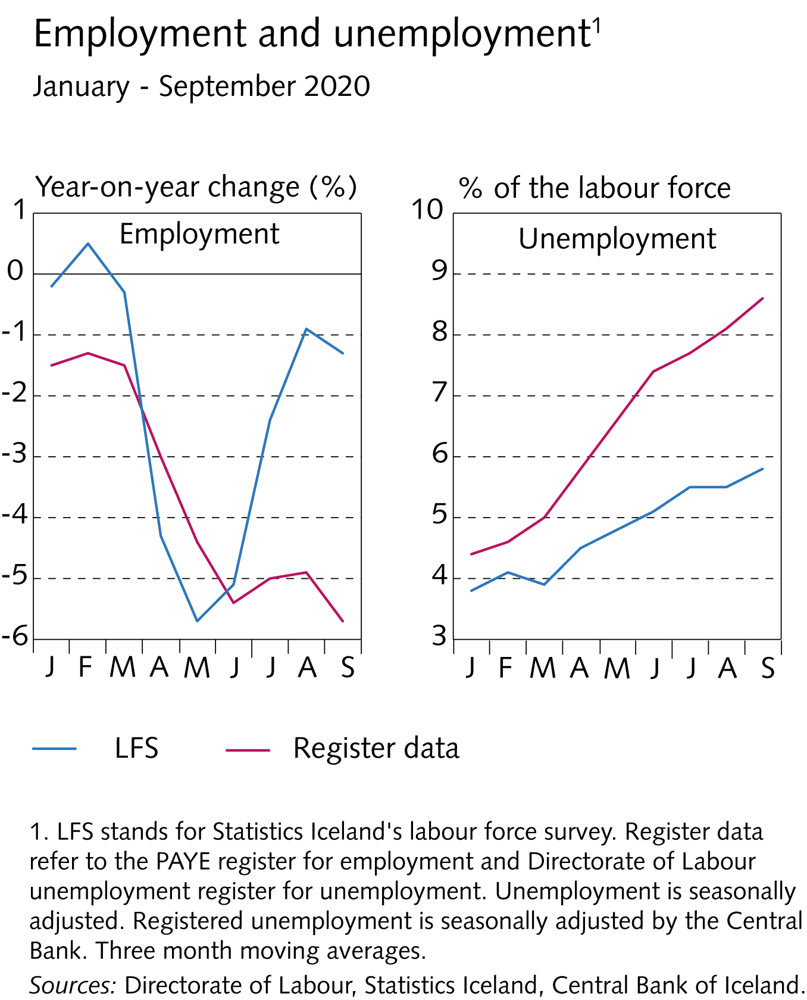 Employment and unemployment¹
January - September 2020
Year-on-year change (%)
% of the labour force
Employment
1
0
-1
-2
-3
-4
-5
-6
J F M A M J J A S
Unemployment
10
9
8
7
6
5
4
3
J F M A M J J A S
LFS
Register data
1. LFS stands for Statistics Iceland's labour force survey. Register data
refer to the PAYE register for employment and Directorate of Labour
unemployment register for unemployment. Unemployment is seasonally
adjusted. Registered unemployment is seasonally adjusted by the Central
Bank. Three month moving averages.
Sources: Directorate of Labour, Statistics Iceland, Central Bank of Iceland.